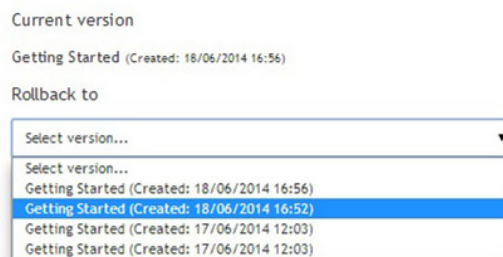 Current version
Getting Started (Created: 18/06/2014 16:56)
Rollback to
Select version...
Select version...
Getting Started (Created: 18/06/2014 16:56)
Getting Started (Created: 18/06/2014 16:52)
Getting Started (Created: 17/06/2014 12:03)
Getting Started (Created: 17/06/2014 12:03)